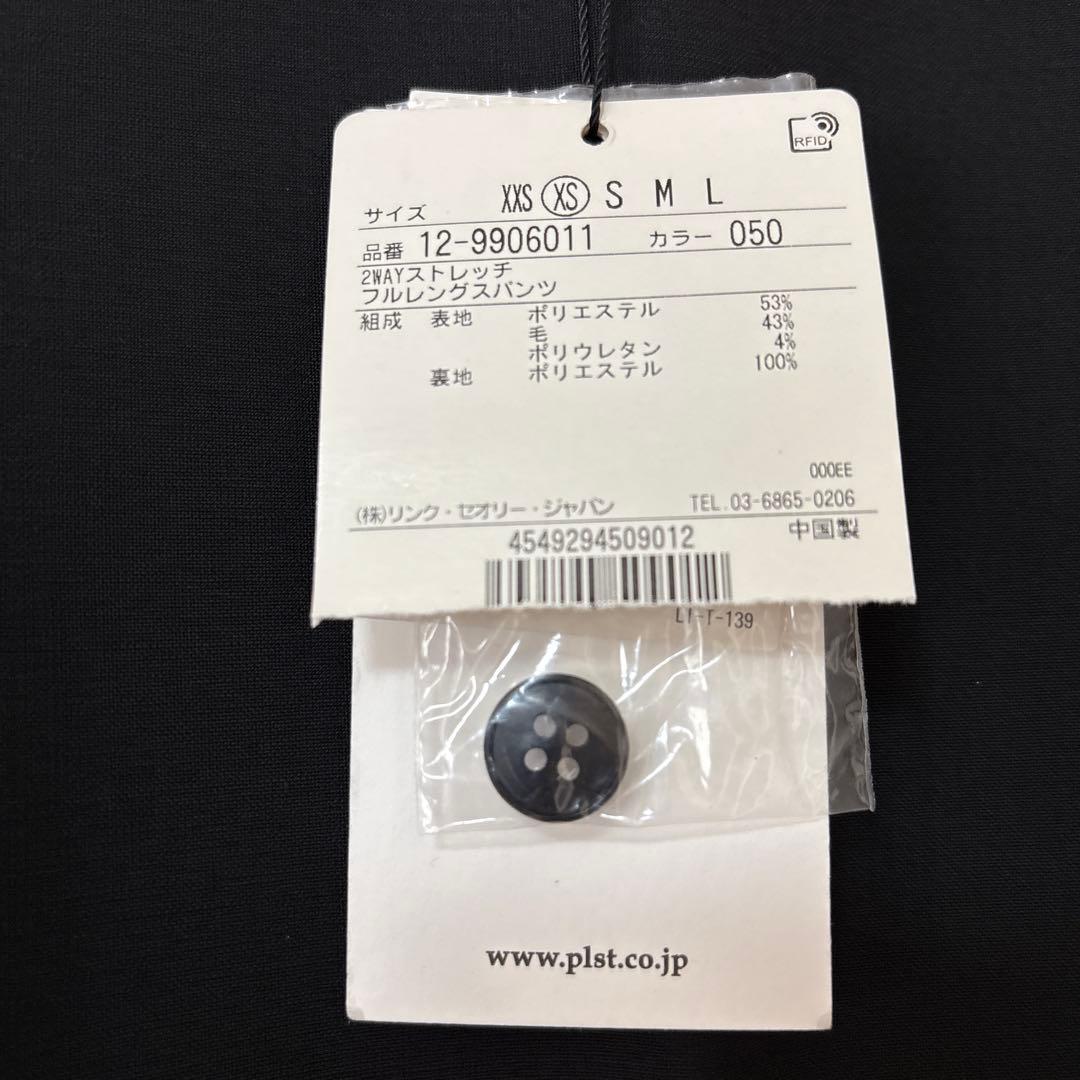 RFID
サイズ XXS XS S M L
品番 12-9906011 カラー 050
2WAYストレッチ
フルレングスパンツ
組成 表地 ポリエステル 53%
毛 43%
ポリウレタン 4%
裏地 ポリエステル 100%
000EE
(株)リンク・セオリー・ジャパン TEL.03-6865-0206
4549294509012 中国製
LT-T-139
www.plst.co.jp